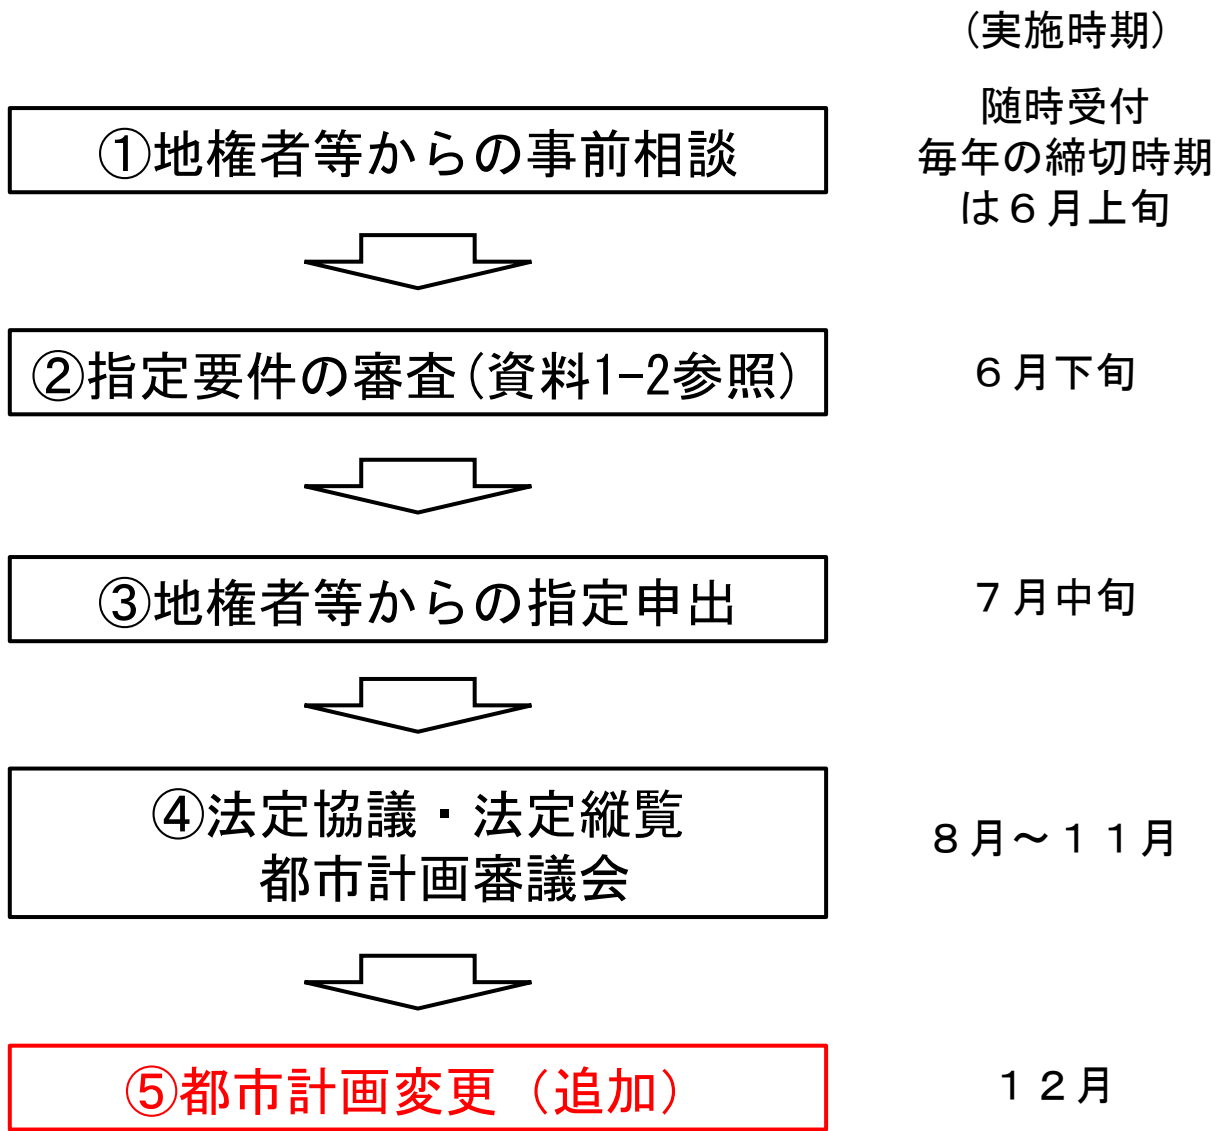 （実施時期）
①地権者等からの事前相談
随時受付
毎年の締切時期
は６月上旬
②指定要件の審査（資料1−2参照）
６月下旬
③地権者等からの指定申出
７月中旬
④法定協議・法定縦覧
都市計画審議会
８月～１１月
⑤都市計画変更（追加）
１２月